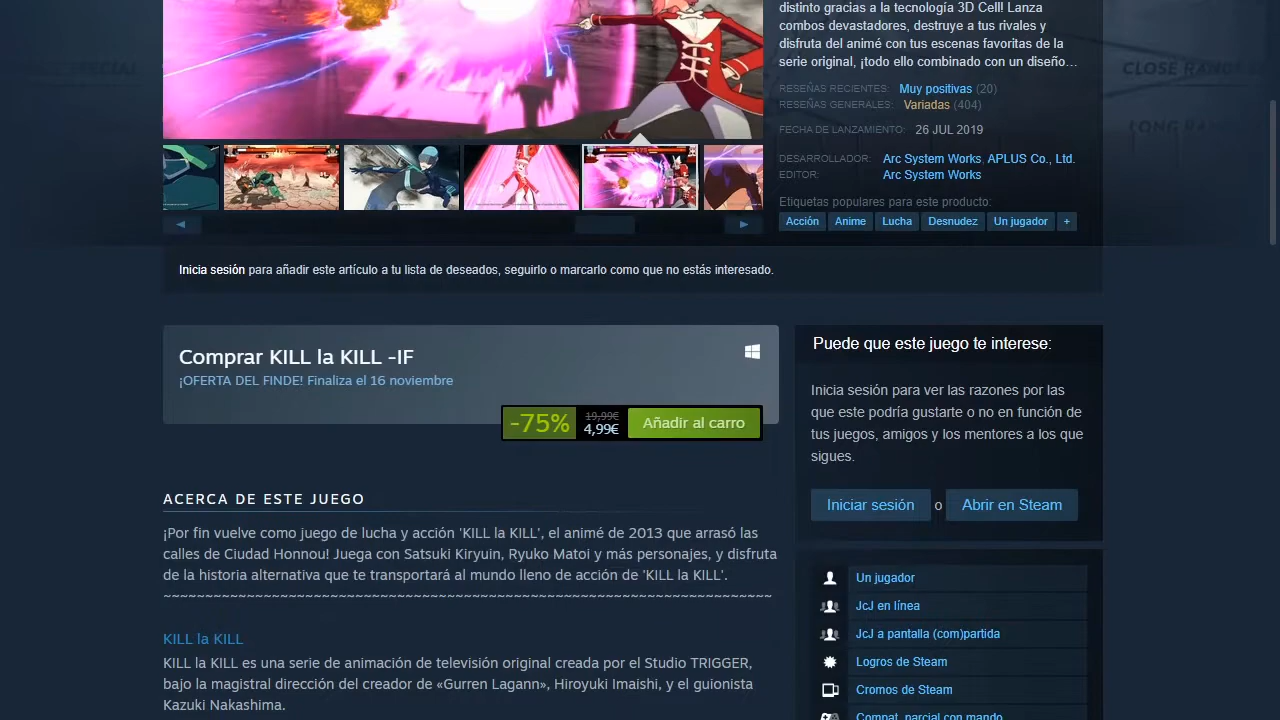 distinto gracias a la tecnología 3D Cell! Lanza
combos devastadores, destruye a tus rivales y
disfruta del animé con tus escenas favoritas de la
serie original, ¡todo ello combinado con un diseño...
CLOSE RANGE
LONG RAN
RESEÑAS RECIENTES: Muy positivas (20)
RESEÑAS GENERALES: Variadas (404)
FECHA DE LANZAMIENTO: 26 JUL 2019
DESARROLLADOR: Arc System Works, APLUS Co., Ltd.
EDITOR: Arc System Works
Etiquetas populares para este producto:
Acción Anime Lucha Desnudez Un jugador +
Inicia sesión para añadir este artículo a tu lista de deseados, seguirlo o marcarlo como que no estás interesado.
Comprar KILL la KILL -IF
¡OFERTA DEL FINDE! Finaliza el 16 noviembre
-75% 19,99€ 4,99€ Añadir al carro
ACERCA DE ESTE JUEGO
¡Por fin vuelve como juego de lucha y acción 'KILL la KILL', el animé de 2013 que arrasó las
calles de Ciudad Honnou! Juega con Satsuki Kiryuin, Ryuko Matoi y más personajes, y disfruta
de la historia alternativa que te transportará al mundo lleno de acción de 'KILL la KILL'.
~~~~~~~~~~~~~~~~~~~~~~~~~~~~~~~~~~~~~~~~~~~~~~~~~~~~~~~~~~~~~~~~~~~~~~~~~~
KILL la KILL
KILL la KILL es una serie de animación de televisión original creada por el Studio TRIGGER,
bajo la magistral dirección del creador de «Gurren Lagann», Hiroyuki Imaishi, y el guionista
Kazuki Nakashima.
Puede que este juego te interese:
Inicia sesión para ver las razones por las
que este podría gustarte o no en función de
tus juegos, amigos y los mentores a los que
sigues.
Iniciar sesión o Abrir en Steam
Un jugador
JcJ en línea
JcJ a pantalla (com)partida
Logros de Steam
Cromos de Steam
Compat. parcial con mando